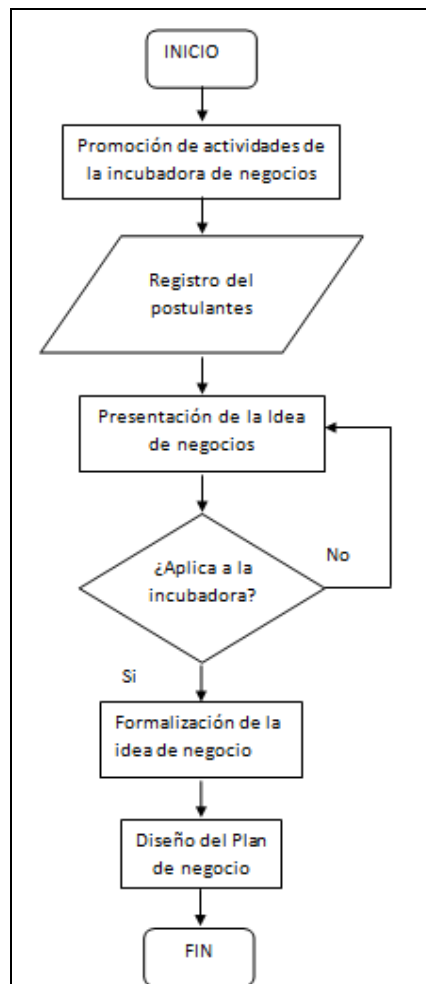 INICIO
Promoción de actividades de
la incubadora de negocios
Registro del
postulantes
Presentación de la Idea
de negocios
¿Aplica a la
incubadora?
No
Si
Formalización de la
idea de negocio
Diseño del Plan
de negocio
FIN